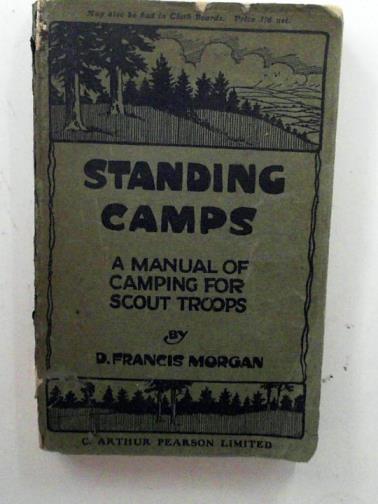 May also be had in Cloth Boards. Price 1/6 net.
STANDING
CAMPS
A MANUAL OF
CAMPING FOR
SCOUT TROOPS
BY
D. FRANCIS MORGAN
C. ARTHUR PEARSON LIMITED